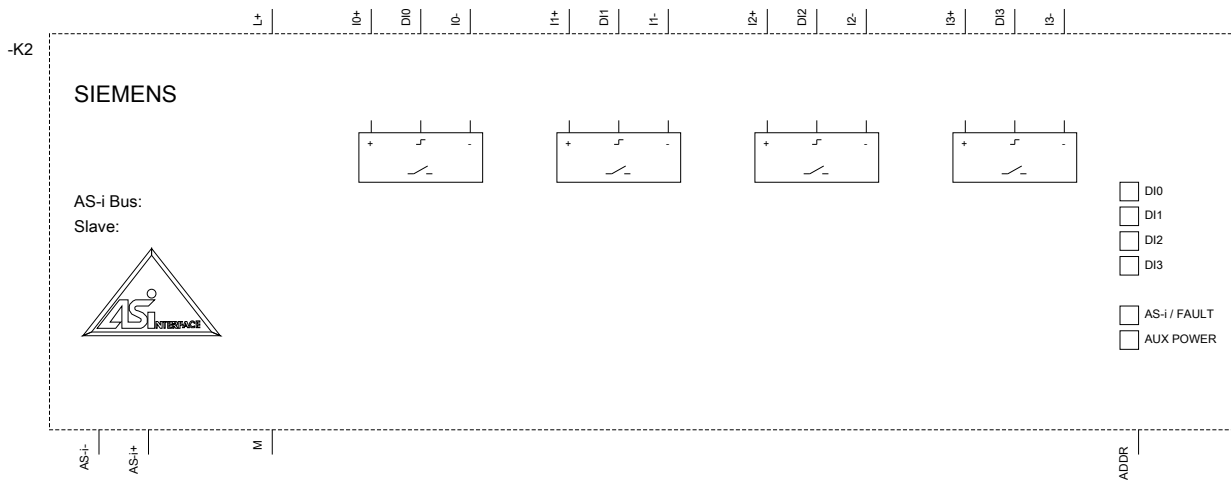 L+ I0+ DI0 I0- I1+ DI1 I1- I2+ DI2 I2- I3+ DI3 I3-
-K2
SIEMENS
+ - + - + - + -
AS-i Bus:
Slave:
DI0
DI1
DI2
DI3
ASi INTERFACE
AS-i / FAULT
AUX POWER
AS-i- AS-i+ M ADDR